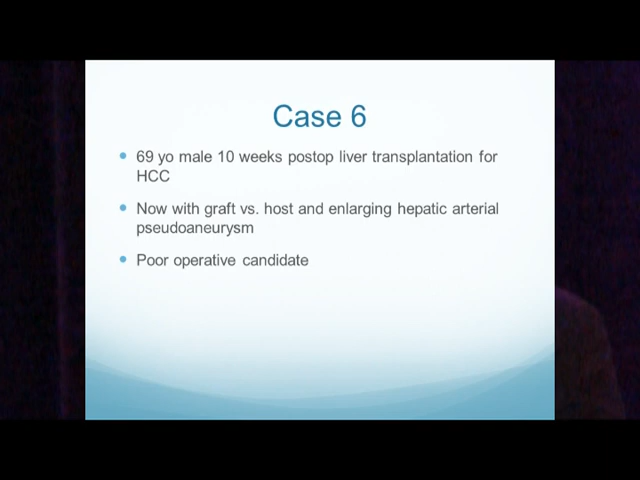 Case 6
• 69 yo male 10 weeks postop liver transplantation for
HCC
• Now with graft vs. host and enlarging hepatic arterial
pseudoaneurysm
• Poor operative candidate